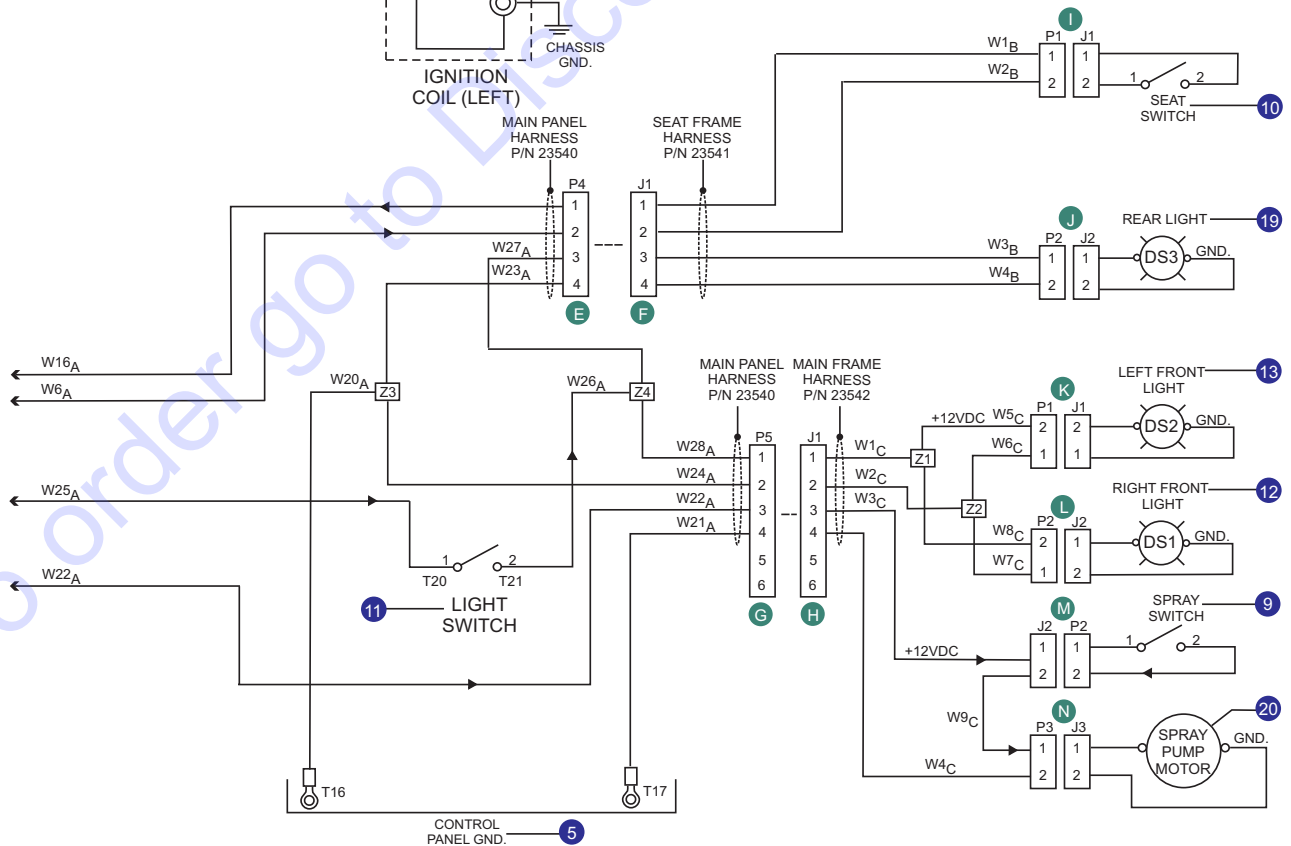 CHASSIS
GND.
IGNITION
COIL (LEFT)
I
P1 J1
W1B
1 1
W2B
2 2
1 2
SEAT
SWITCH
10
MAIN PANEL
HARNESS
P/N 23540
SEAT FRAME
HARNESS
P/N 23541
P4 J1
1 1
2 2
W27A
3 3
W23A
4 4
E F
J
REAR LIGHT
19
P2 J2
W3B
1 1
W4B
2 2
DS3
GND.
W16A
W6A
W20A
Z3
W26A
Z4
MAIN PANEL
HARNESS
P/N 23540
MAIN FRAME
HARNESS
P/N 23542
P5 J1
W28A
1 1
W24A
2 2
W22A
3 3
W21A
4 4
5 5
6 6
G H
W1C
W2C
W3C
Z1
Z2
LEFT FRONT
LIGHT
13
K
P1 J1
+12VDC W5C
2 2
W6C
1 1
DS2
GND.
RIGHT FRONT
LIGHT
12
L
P2 J2
W8C
2 1
W7C
1 2
DS1
GND.
W25A
1 2
T20 T21
W22A
11
LIGHT
SWITCH
M
SPRAY
SWITCH
9
J2 P2
+12VDC
1 1
2 2
1 2
W9C
N
P3 J3
1 1
W4C
2 2
SPRAY
PUMP
MOTOR
GND.
20
T16
T17
CONTROL
PANEL GND.
5
o order go to Disco